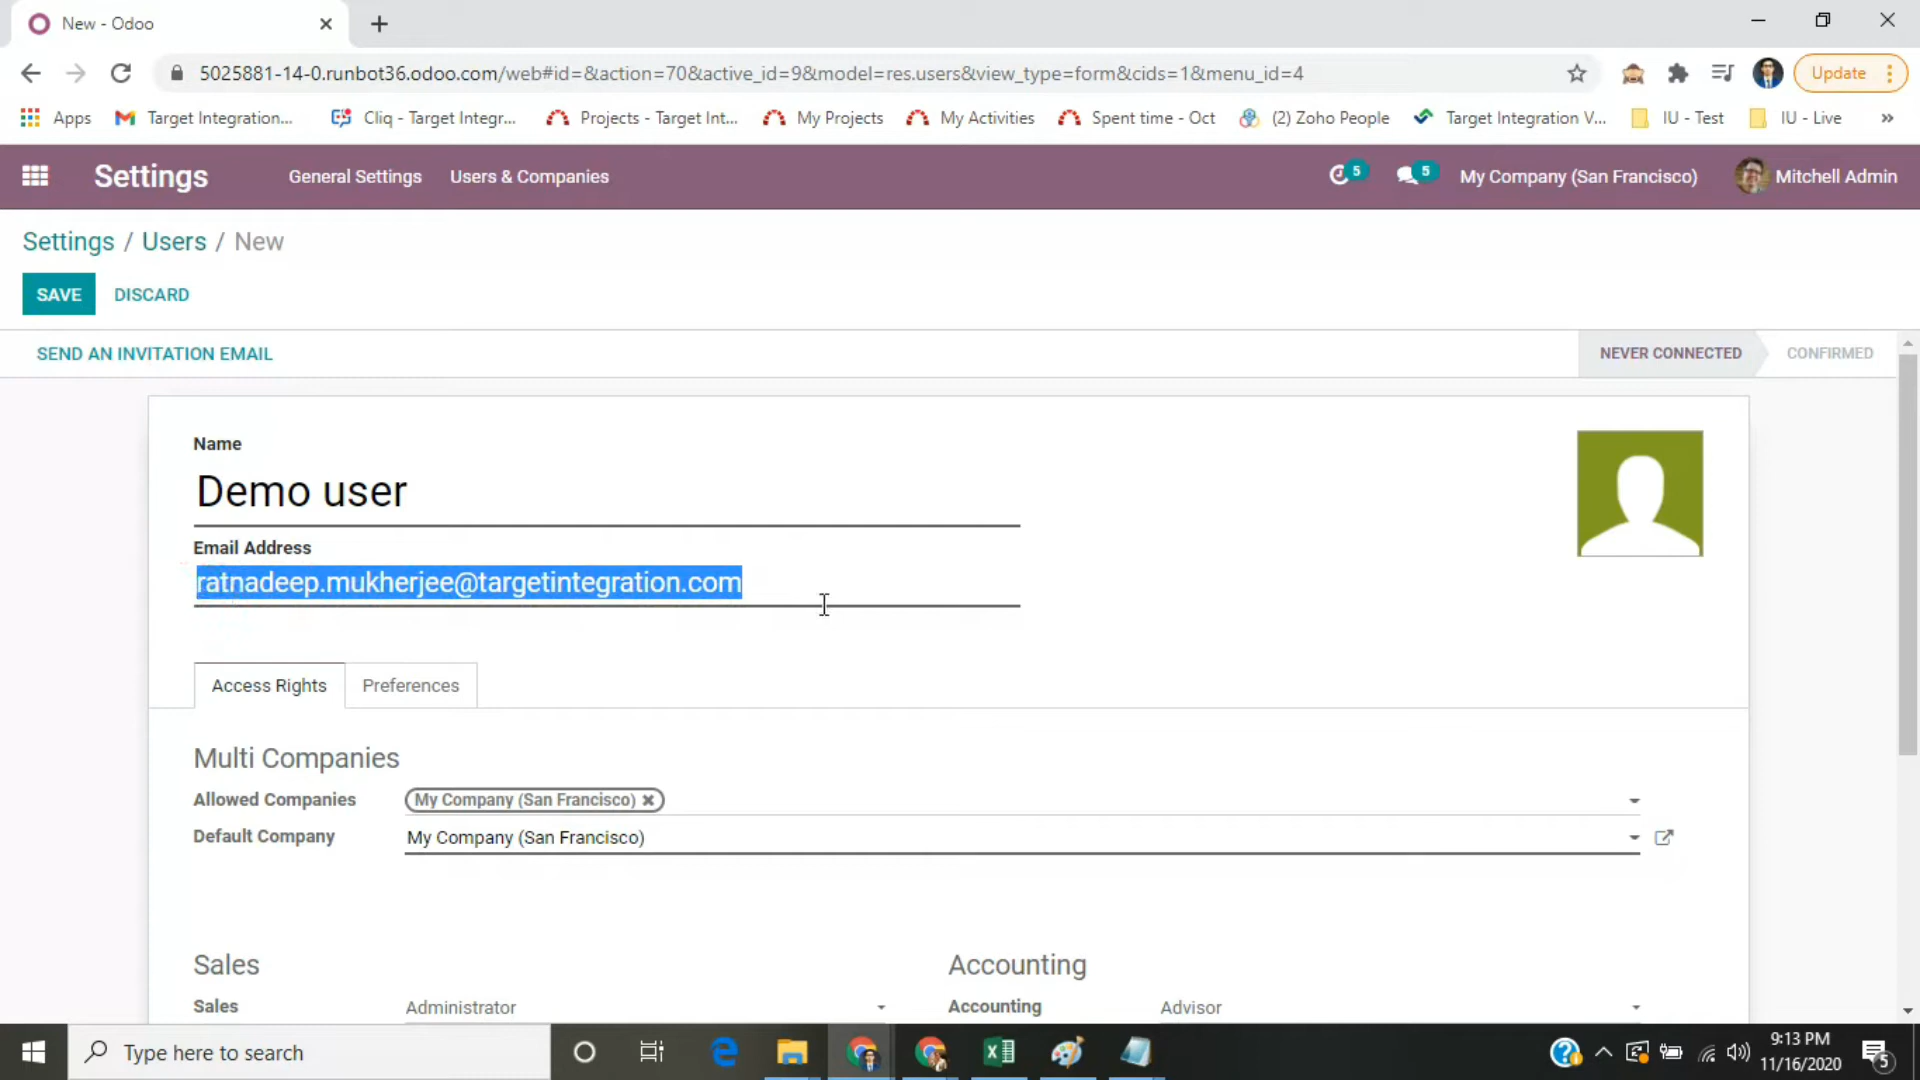 New - Odoo
5025881-14-0.runbot36.odoo.com/web#id=&action=70&active_id=9&model=res.users&view_type=form&cids=1&menu_id=4
Update
Apps
Target Integration...
Cliq - Target Integr...
Projects - Target Int...
My Projects
My Activities
Spent time - Oct
(2) Zoho People
Target Integration V...
IU - Test
IU - Live
»
Settings
General Settings
Users & Companies
5
5
My Company (San Francisco)
Mitchell Admin
Settings / Users / New
SAVE
DISCARD
SEND AN INVITATION EMAIL
NEVER CONNECTED
CONFIRMED
Name
Demo user
Email Address
ratnadeep.mukherjee@targetintegration.com
Access Rights
Preferences
Multi Companies
Allowed Companies
My Company (San Francisco)
Default Company
My Company (San Francisco)
Sales
Accounting
Sales
Administrator
Accounting
Advisor
Type here to search
9:13 PM
11/16/2020
5